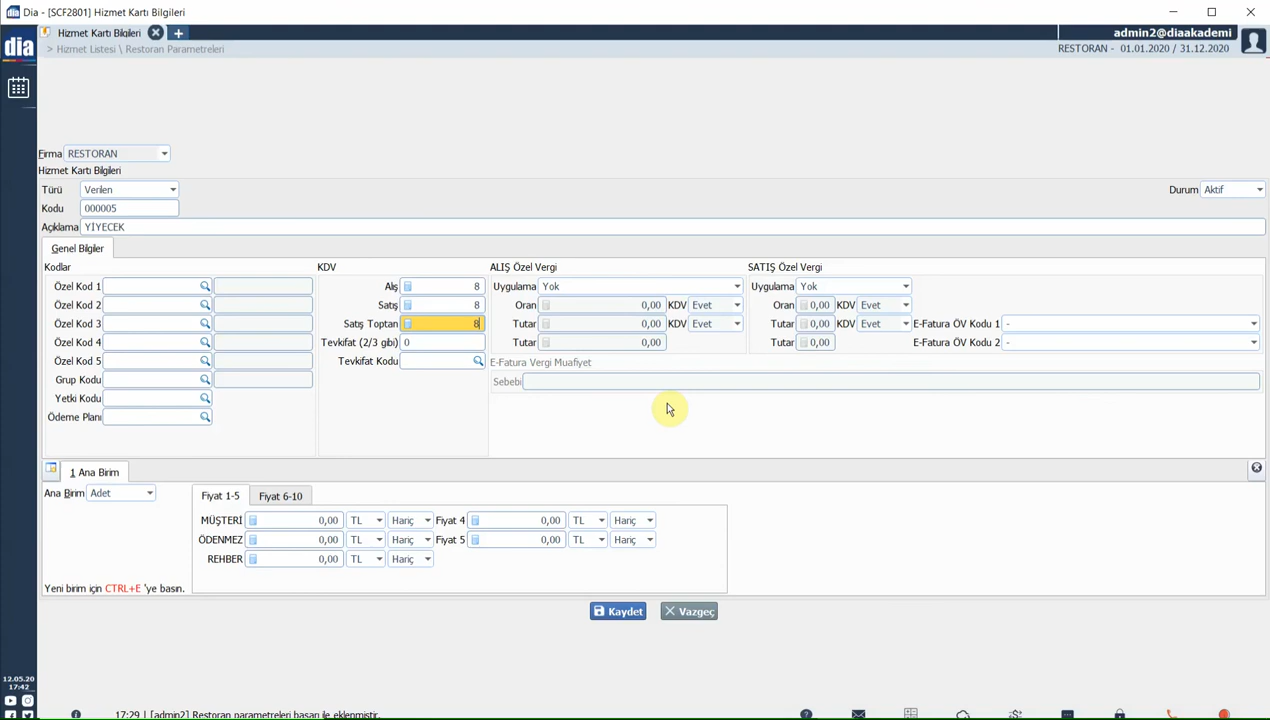 Dia - [SCF2801] Hizmet Kartı Bilgileri
dia
Hizmet Kartı Bilgileri
admin2@diaakademi
> Hizmet Listesi \ Restoran Parametreleri
RESTORAN - 01.01.2020 / 31.12.2020
Firma RESTORAN
Hizmet Kartı Bilgileri
Türü Verilen
Durum Aktif
Kodu 000005
Açıklama YİYECEK
Genel Bilgiler
Kodlar KDV ALIŞ Özel Vergi SATIŞ Özel Vergi
Özel Kod 1 Alış 8 Uygulama Yok Uygulama Yok
Özel Kod 2 Satış 8 Oran 0,00 KDV Evet Oran 0,00 KDV Evet
Özel Kod 3 Satış Toptan 8 Tutar 0,00 KDV Evet Tutar 0,00 KDV Evet E-Fatura ÖV Kodu 1 -
Özel Kod 4 Tevkifat (2/3 gibi) 0 Tutar 0,00 Tutar 0,00 E-Fatura ÖV Kodu 2 -
Özel Kod 5 Tevkifat Kodu E-Fatura Vergi Muafiyet
Grup Kodu Sebebi
Yetki Kodu
Ödeme Planı
1 Ana Birim
Ana Birim Adet Fiyat 1-5 Fiyat 6-10
MÜŞTERİ 0,00 TL Hariç Fiyat 4 0,00 TL Hariç
ÖDENMEZ 0,00 TL Hariç Fiyat 5 0,00 TL Hariç
REHBER 0,00 TL Hariç
Yeni birim için CTRL+E 'ye basın.
Kaydet Vazgeç
12.05.20
17:42
17:29 | [admin2] Restoran parametreleri başarı ile eklenmiştir.